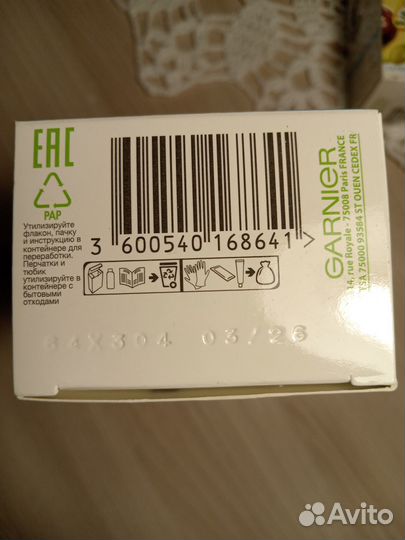 EAC
PAP
Утилизируйте
флакон, пачку
и инструкцию в
контейнере для
переработки.
Перчатки и
тюбик
утилизируйте в
контейнере с
бытовыми
отходами
3 600540 168641 >
64X304 03/26
GARNIER
14, rue Royale - 75008 Paris FRANCE
TSA 75000 93584 ST OUEN CEDEX FR
Avito